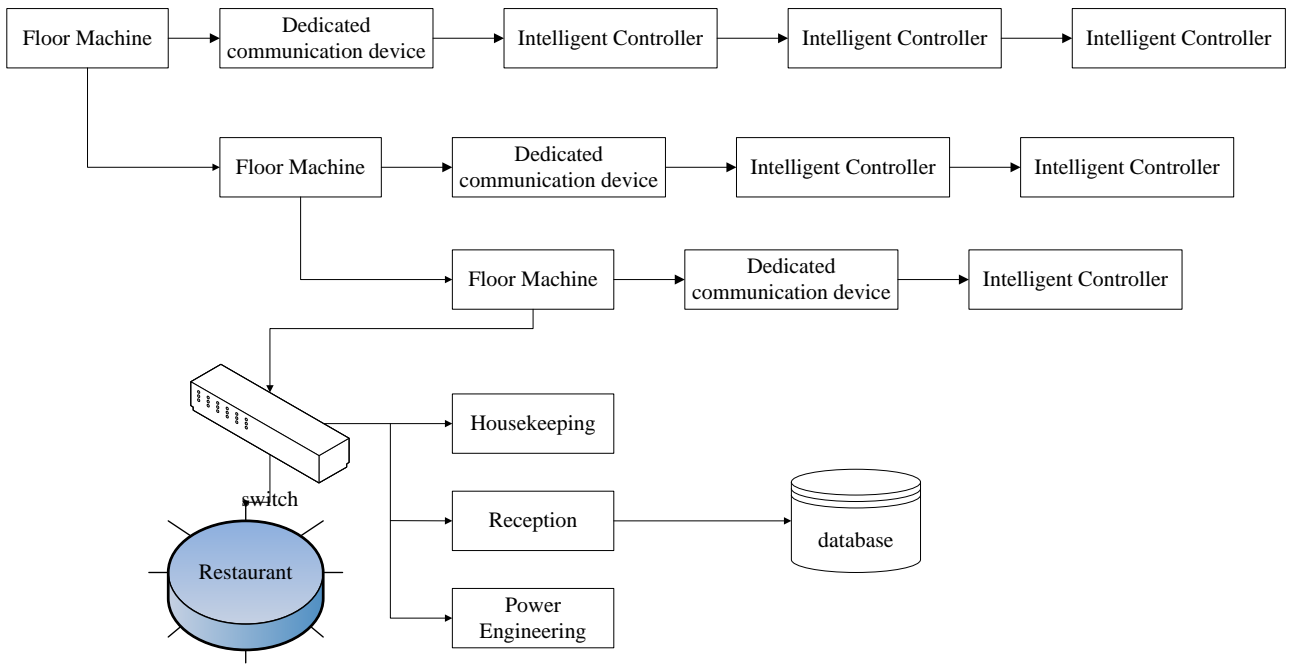 Floor Machine
Dedicated
communication device
Intelligent Controller
Intelligent Controller
Intelligent Controller
Floor Machine
Dedicated
communication device
Intelligent Controller
Intelligent Controller
Floor Machine
Dedicated
communication device
Intelligent Controller
Housekeeping
switch
Reception
database
Restaurant
Power
Engineering